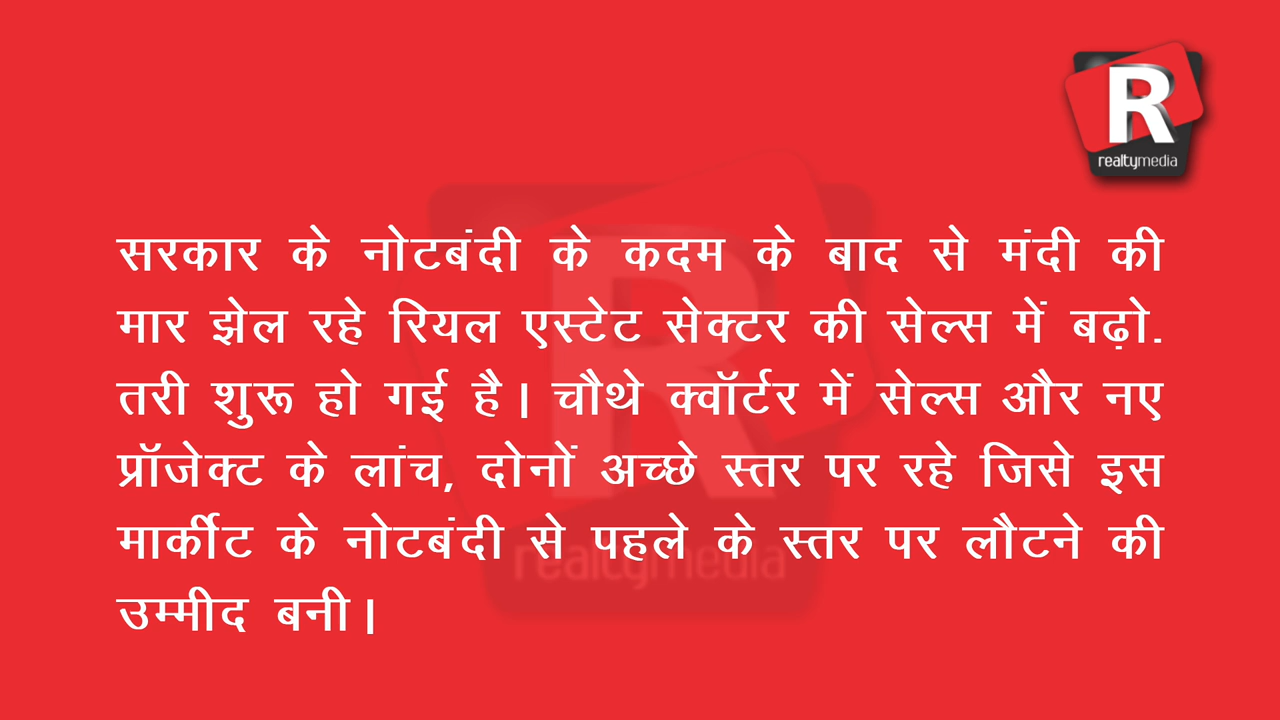 R
realtymedia
सरकार के नोटबंदी के कदम के बाद से मंदी की
मार झेल रहे रियल एस्टेट सेक्टर की सेल्स में बढ़ो.
तरी शुरू हो गई है। चौथे क्वॉर्टर में सेल्स और नए
प्रॉजेक्ट के लांच, दोनों अच्छे स्तर पर रहे जिसे इस
मार्कीट के नोटबंदी से पहले के स्तर पर लौटने की
उम्मीद बनी।
R
realtymedia